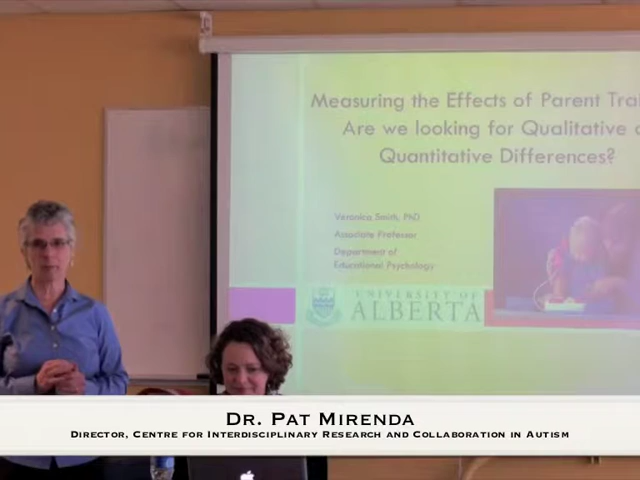 Measuring the Effects of Parent Trai
Are we looking for Qualitative o
Quantitative Differences?
Veronica Smith, PhD
Associate Professor
Department of
Educational Psychology
UNIVERSITY OF
ALBERTA
DR. PAT MIRENDA
DIRECTOR, CENTRE FOR INTERDISCIPLINARY RESEARCH AND COLLABORATION IN AUTISM